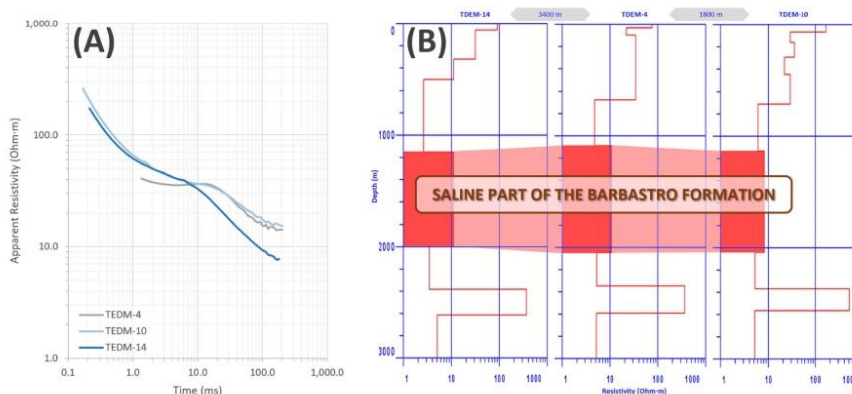 (A)
1,000.0
100.0
10.0
1.0
Apparent Resistivity (Ohm·m)
0.1
1.0
10.0
100.0
1,000.0
Time (ms)
TEDM-4
TEDM-10
TEDM-14
(B)
TDEM-14
3400 m
TDEM-4
1800 m
TDEM-10
0
1000
2000
3000
Depth (m)
SALINE PART OF THE BARBASTRO FORMATION
1 10 100 1000
1 10 100 1000
1 10 100
Resistivity (Ohm-m)